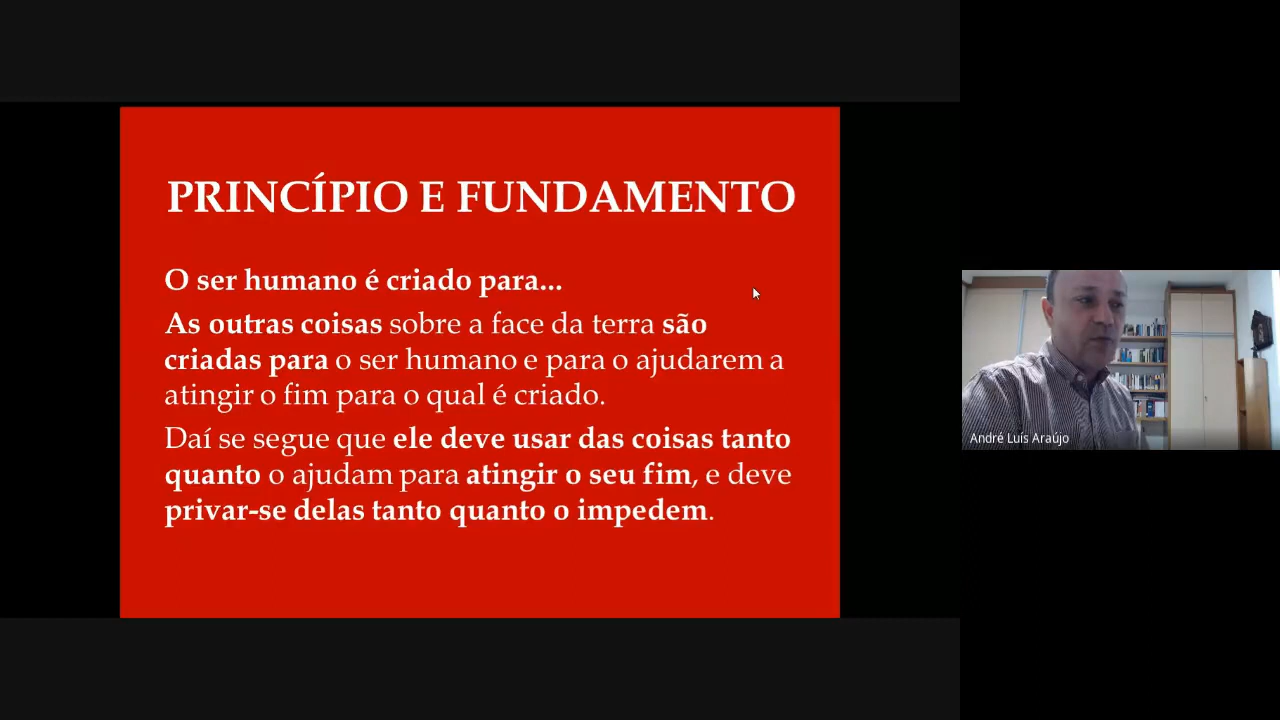 PRINCÍPIO E FUNDAMENTO
O ser humano é criado para...
As outras coisas sobre a face da terra são
criadas para o ser humano e para o ajudarem a
atingir o fim para o qual é criado.
Daí se segue que ele deve usar das coisas tanto
quanto o ajudam para atingir o seu fim, e deve
privar-se delas tanto quanto o impedem.
André Luís Araújo